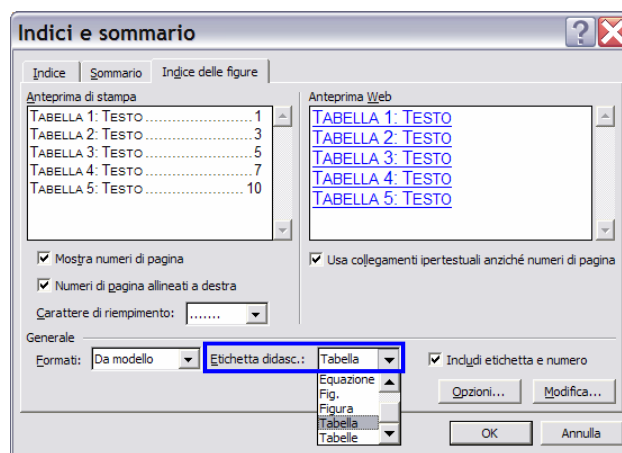 Indici e sommario
Indice Sommario Indice delle figure
Anteprima di stampa Anteprima Web
TABELLA 1: TESTO.......................1 TABELLA 1: TESTO
TABELLA 2: TESTO.......................3 TABELLA 2: TESTO
TABELLA 3: TESTO.......................5 TABELLA 3: TESTO
TABELLA 4: TESTO.......................7 TABELLA 4: TESTO
TABELLA 5: TESTO..................... 10 TABELLA 5: TESTO
Mostra numeri di pagina Usa collegamenti ipertestuali anziché numeri di pagina
Numeri di pagina allineati a destra
Carattere di riempimento: .......
Generale
Formati: Da modello Etichetta didasc.: Tabella Includi etichetta e numero
Equazione
Fig.
Figura
Tabella
Tabelle
Opzioni... Modifica...
OK Annulla